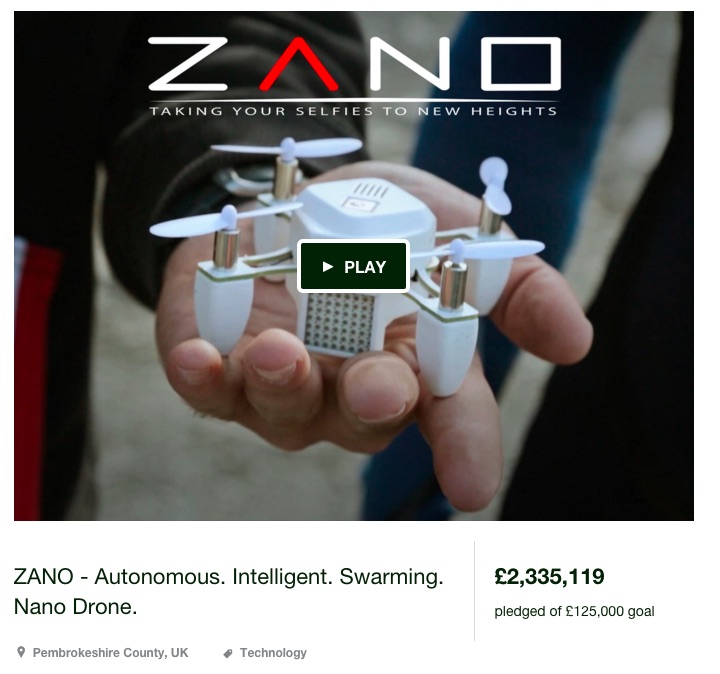 ZANO
TAKING YOUR SELFIES TO NEW HEIGHTS
PLAY
ZANO - Autonomous. Intelligent. Swarming.
Nano Drone.
£2,335,119
pledged of £125,000 goal
Pembrokeshire County, UK
Technology